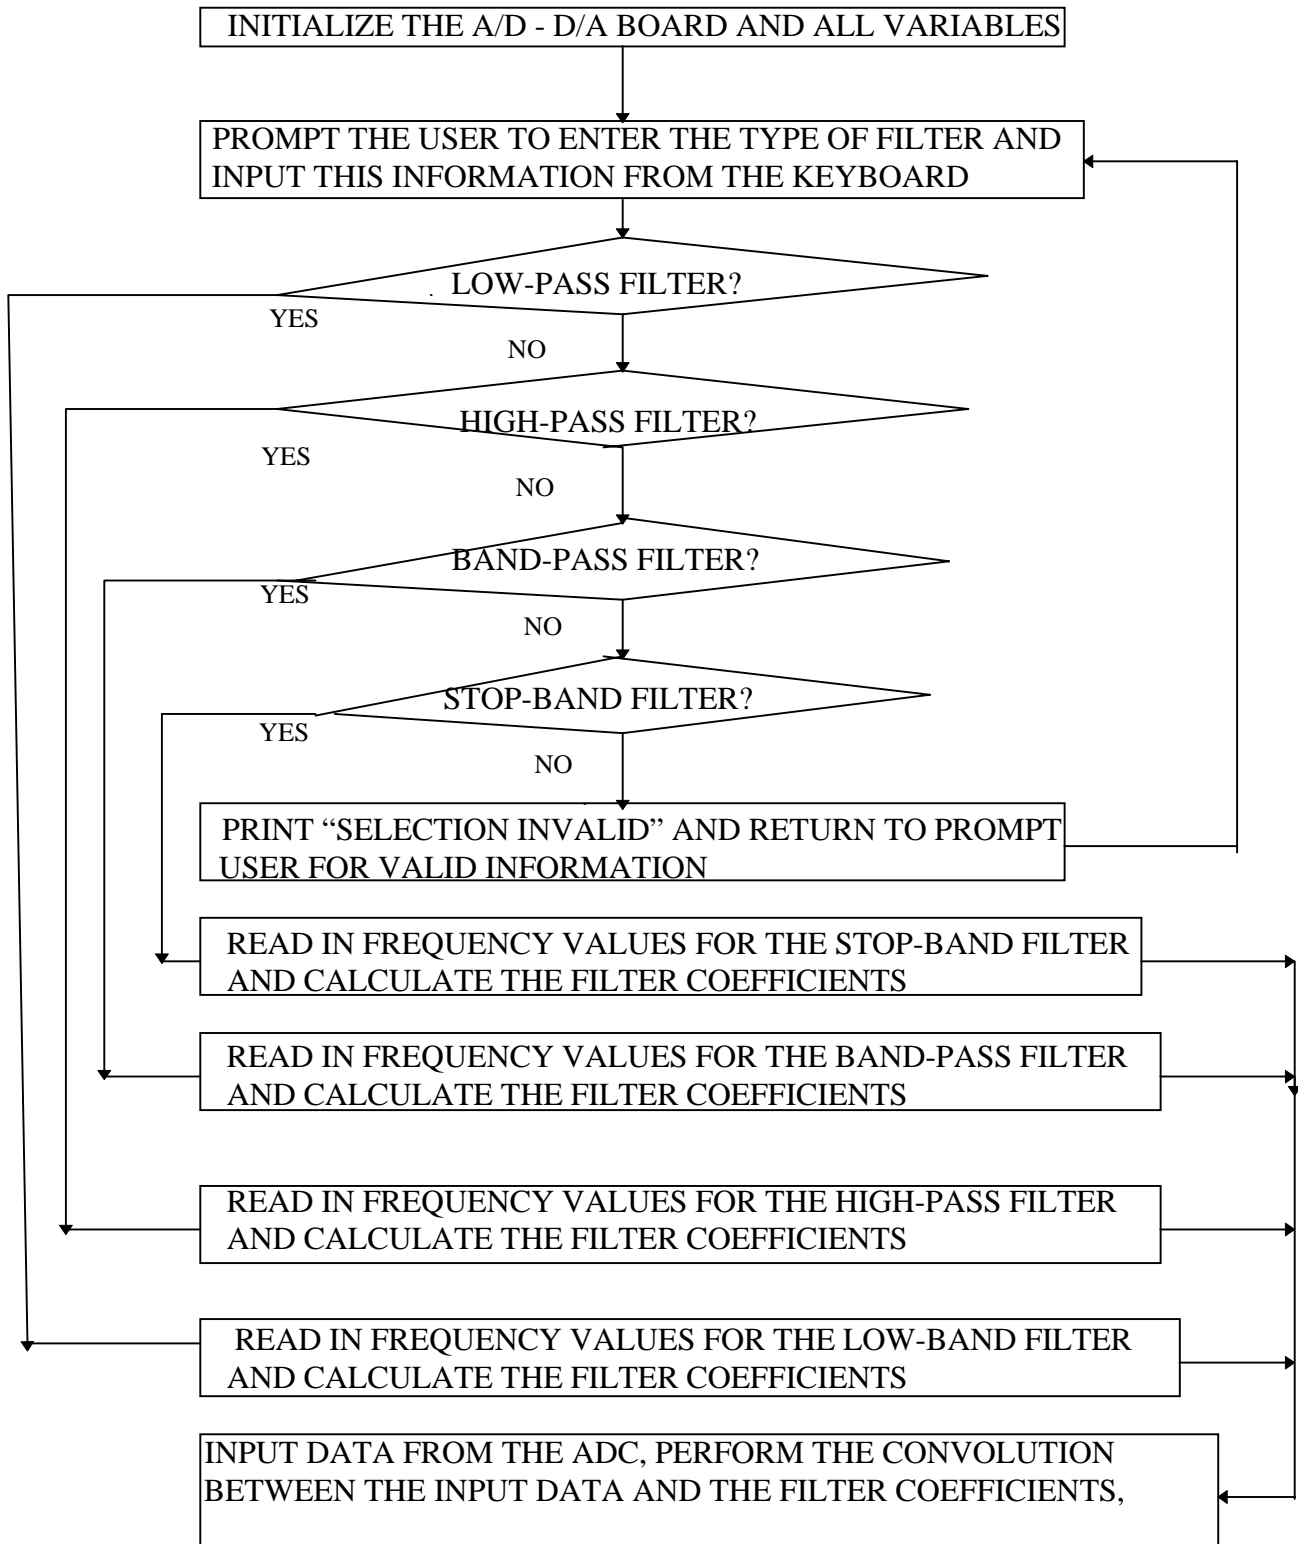 INITIALIZE THE A/D - D/A BOARD AND ALL VARIABLES
PROMPT THE USER TO ENTER THE TYPE OF FILTER AND
INPUT THIS INFORMATION FROM THE KEYBOARD
LOW-PASS FILTER?
YES
NO
HIGH-PASS FILTER?
YES
NO
BAND-PASS FILTER?
YES
NO
STOP-BAND FILTER?
YES
NO
PRINT “SELECTION INVALID” AND RETURN TO PROMPT
USER FOR VALID INFORMATION
READ IN FREQUENCY VALUES FOR THE STOP-BAND FILTER
AND CALCULATE THE FILTER COEFFICIENTS
READ IN FREQUENCY VALUES FOR THE BAND-PASS FILTER
AND CALCULATE THE FILTER COEFFICIENTS
READ IN FREQUENCY VALUES FOR THE HIGH-PASS FILTER
AND CALCULATE THE FILTER COEFFICIENTS
READ IN FREQUENCY VALUES FOR THE LOW-BAND FILTER
AND CALCULATE THE FILTER COEFFICIENTS
INPUT DATA FROM THE ADC, PERFORM THE CONVOLUTION
BETWEEN THE INPUT DATA AND THE FILTER COEFFICIENTS,